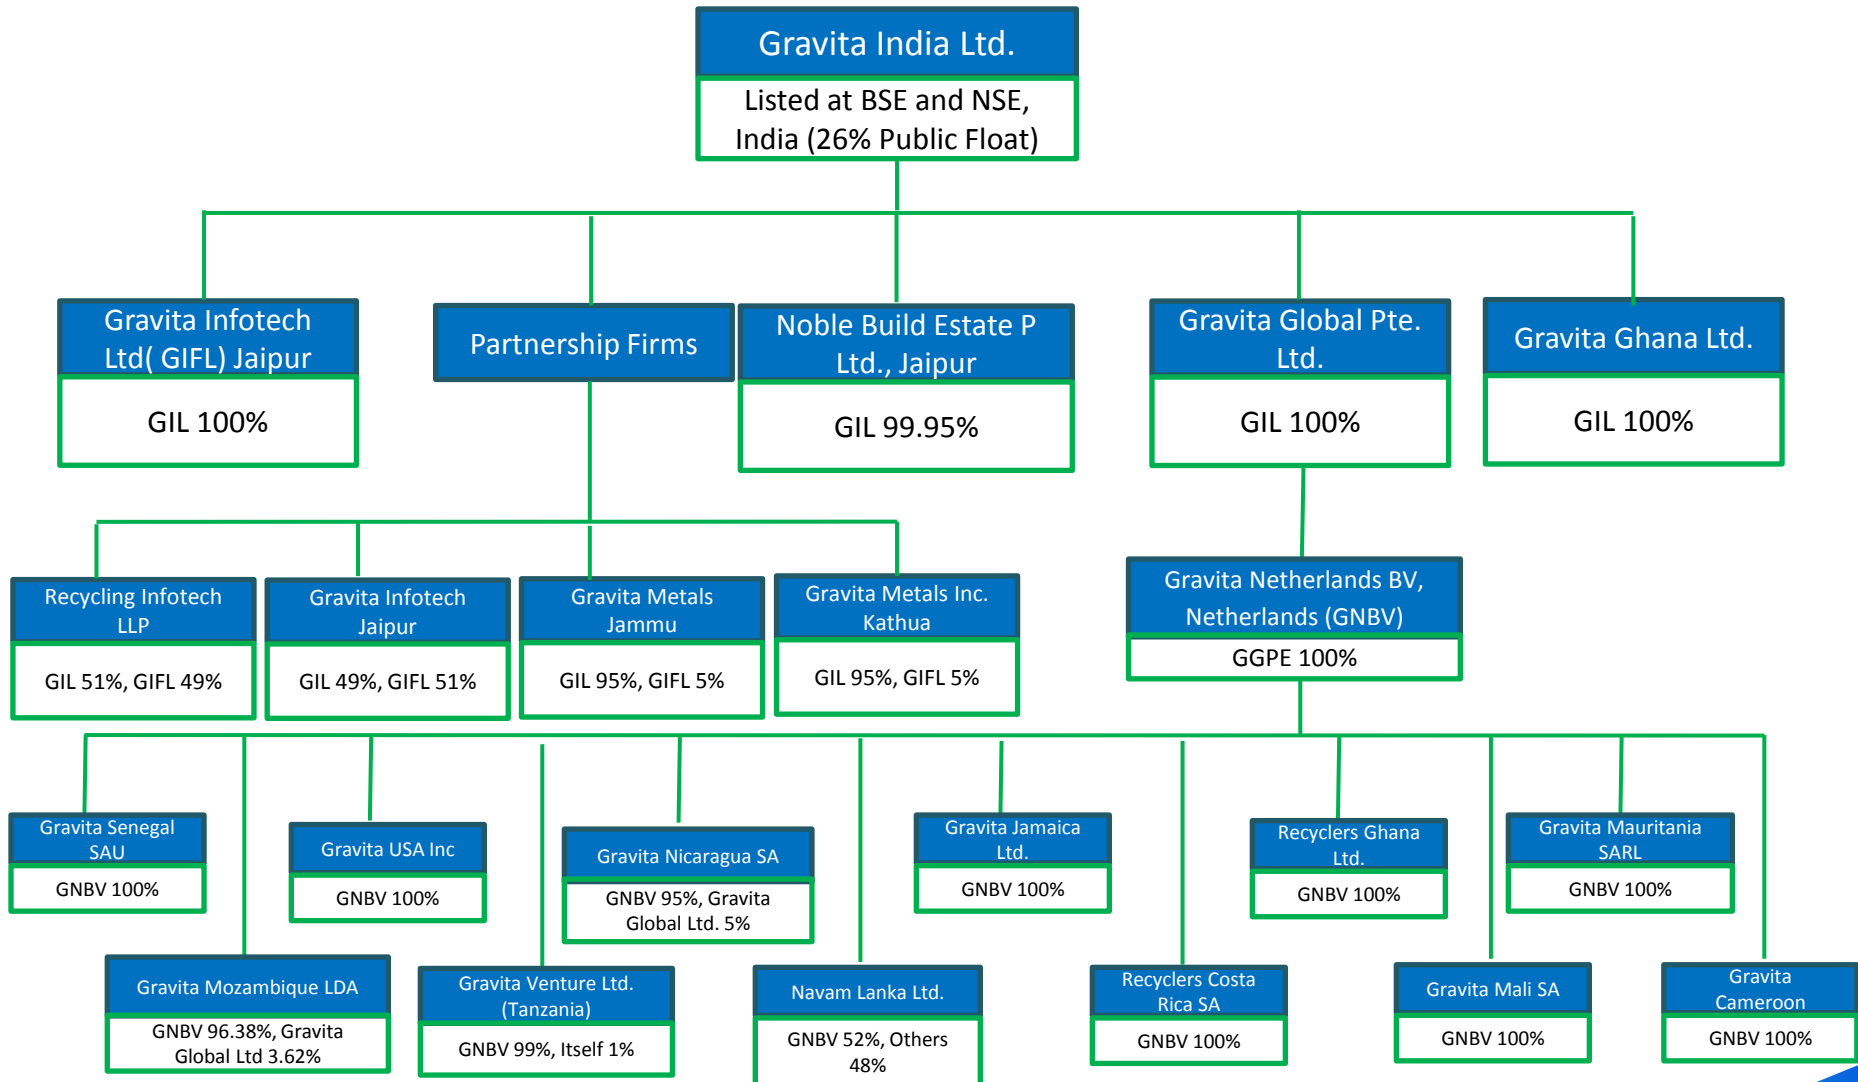 Gravita India Ltd.
Listed at BSE and NSE,
India (26% Public Float)
Gravita Infotech
Ltd( GIFL) Jaipur
GIL 100%
Partnership Firms
Noble Build Estate P
Ltd., Jaipur
GIL 99.95%
Gravita Global Pte.
Ltd.
GIL 100%
Gravita Ghana Ltd.
GIL 100%
Recycling Infotech
LLP
GIL 51%, GIFL 49%
Gravita Infotech
Jaipur
GIL 49%, GIFL 51%
Gravita Metals
Jammu
GIL 95%, GIFL 5%
Gravita Metals Inc.
Kathua
GIL 95%, GIFL 5%
Gravita Netherlands BV,
Netherlands (GNBV)
GGPE 100%
Gravita Senegal
SAU
GNBV 100%
Gravita USA Inc
GNBV 100%
Gravita Nicaragua SA
GNBV 95%, Gravita
Global Ltd. 5%
Gravita Jamaica
Ltd.
GNBV 100%
Recyclers Ghana
Ltd.
GNBV 100%
Gravita Mauritania
SARL
GNBV 100%
Gravita Mozambique LDA
GNBV 96.38%, Gravita
Global Ltd 3.62%
Gravita Venture Ltd.
(Tanzania)
GNBV 99%, Itself 1%
Navam Lanka Ltd.
GNBV 52%, Others
48%
Recyclers Costa
Rica SA
GNBV 100%
Gravita Mali SA
GNBV 100%
Gravita
Cameroon
GNBV 100%